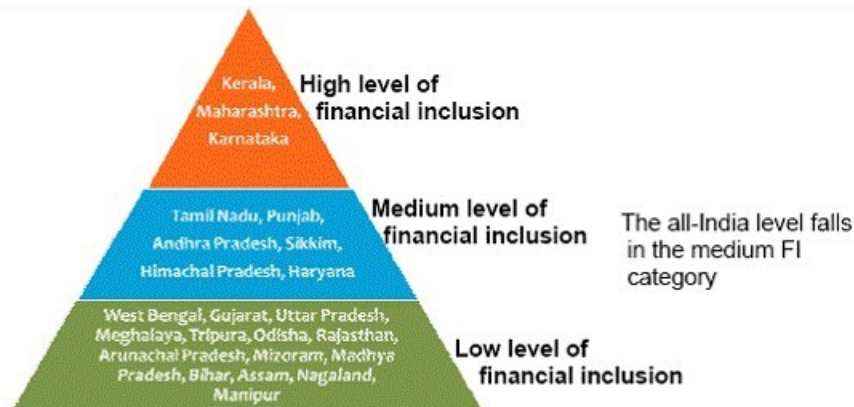 Kerala,
Maharashtra,
Karnataka
High level of
financial inclusion
Tamil Nadu, Punjab,
Andhra Pradesh, Sikkim,
Himachal Pradesh, Haryana
Medium level of
financial inclusion
The all-India level falls
in the medium FI
category
West Bengal, Gujarat, Uttar Pradesh,
Meghalaya, Tripura, Odisha, Rajasthan,
Arunachal Pradesh, Mizoram, Madhya
Pradesh, Bihar, Assam, Nagaland,
Manipur
Low level of
financial inclusion